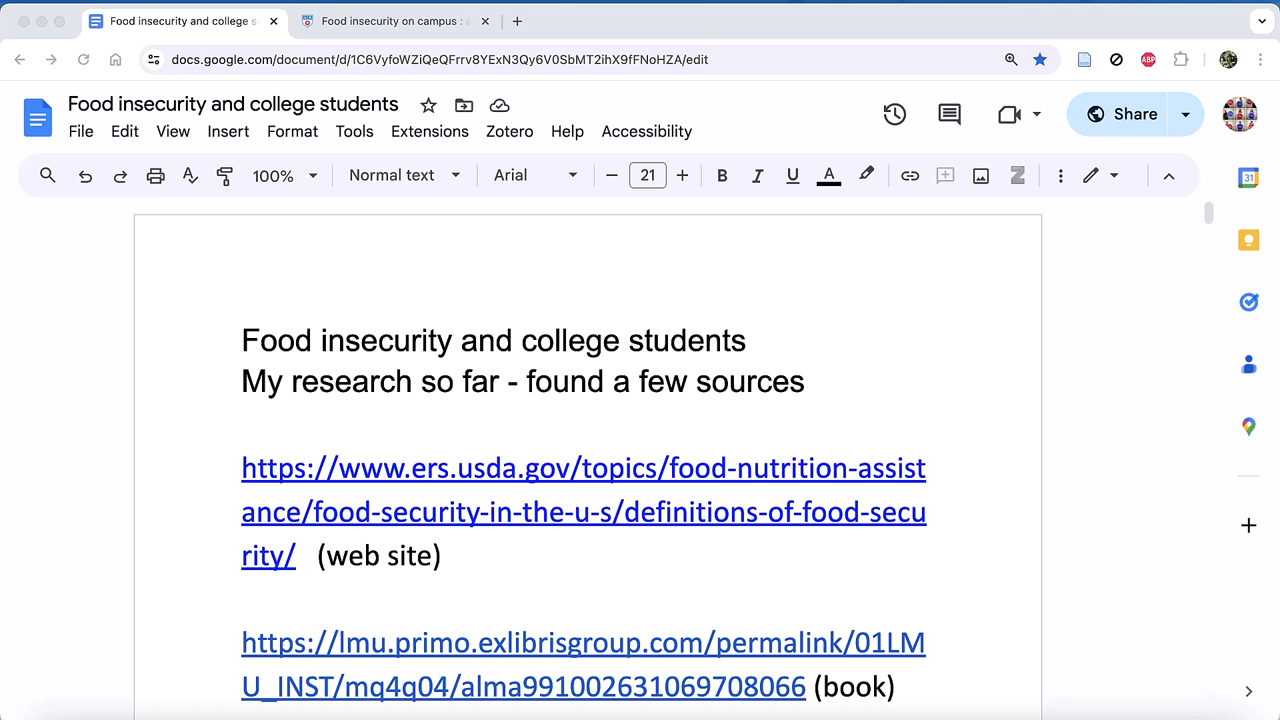 Food insecurity and college s
Food insecurity on campus :
docs.google.com/document/d/1C6VyfoWZiQeQFrrv8YExN3Qy6V0SbMT2ihX9fFNoHZA/edit
ABP
Food insecurity and college students
File Edit View Insert Format Tools Extensions Zotero Help Accessibility
Share
100% Normal text Arial 21 B I U A
31
Food insecurity and college students
My research so far - found a few sources
https://www.ers.usda.gov/topics/food-nutrition-assist
ance/food-security-in-the-u-s/definitions-of-food-secu
rity/ (web site)
https://lmu.primo.exlibrisgroup.com/permalink/01LM
U_INST/mq4q04/alma991002631069708066 (book)